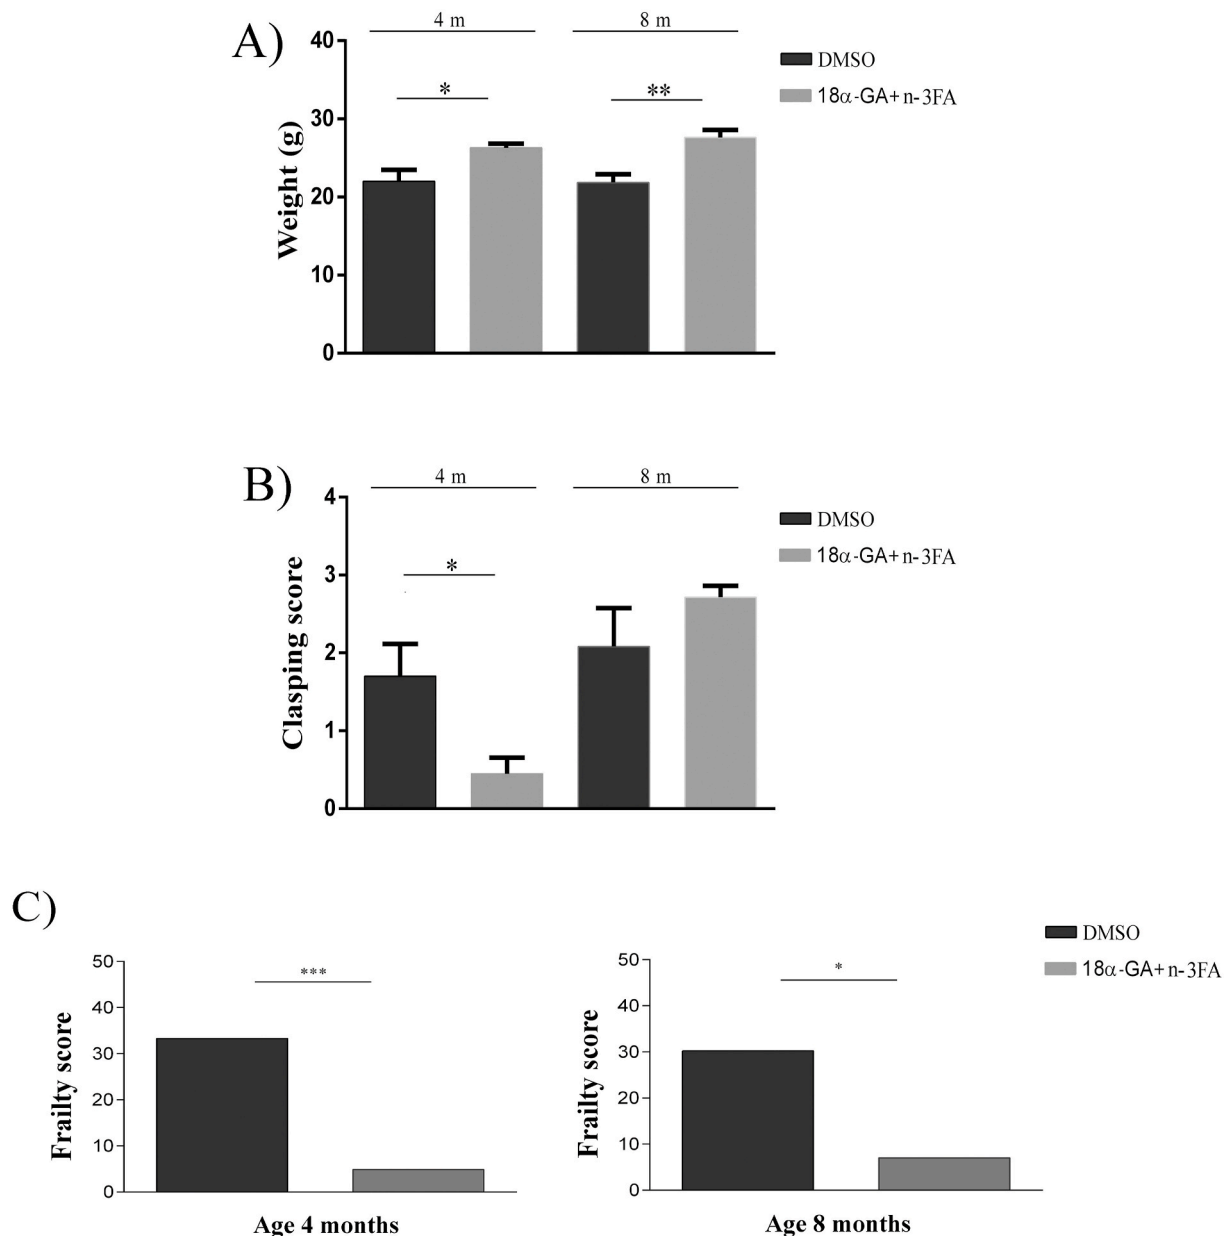 A)
4 m
8 m
DMSO
18α-GA+n-3FA
*
**
Weight (g)
40
30
20
10
0
B)
4 m
8 m
DMSO
18α-GA+n-3FA
*
Clasping score
4
3
2
1
0
C)
DMSO
18α-GA+n-3FA
***
Frailty score
50
40
30
20
10
0
Age 4 months
*
Frailty score
50
40
30
20
10
0
Age 8 months